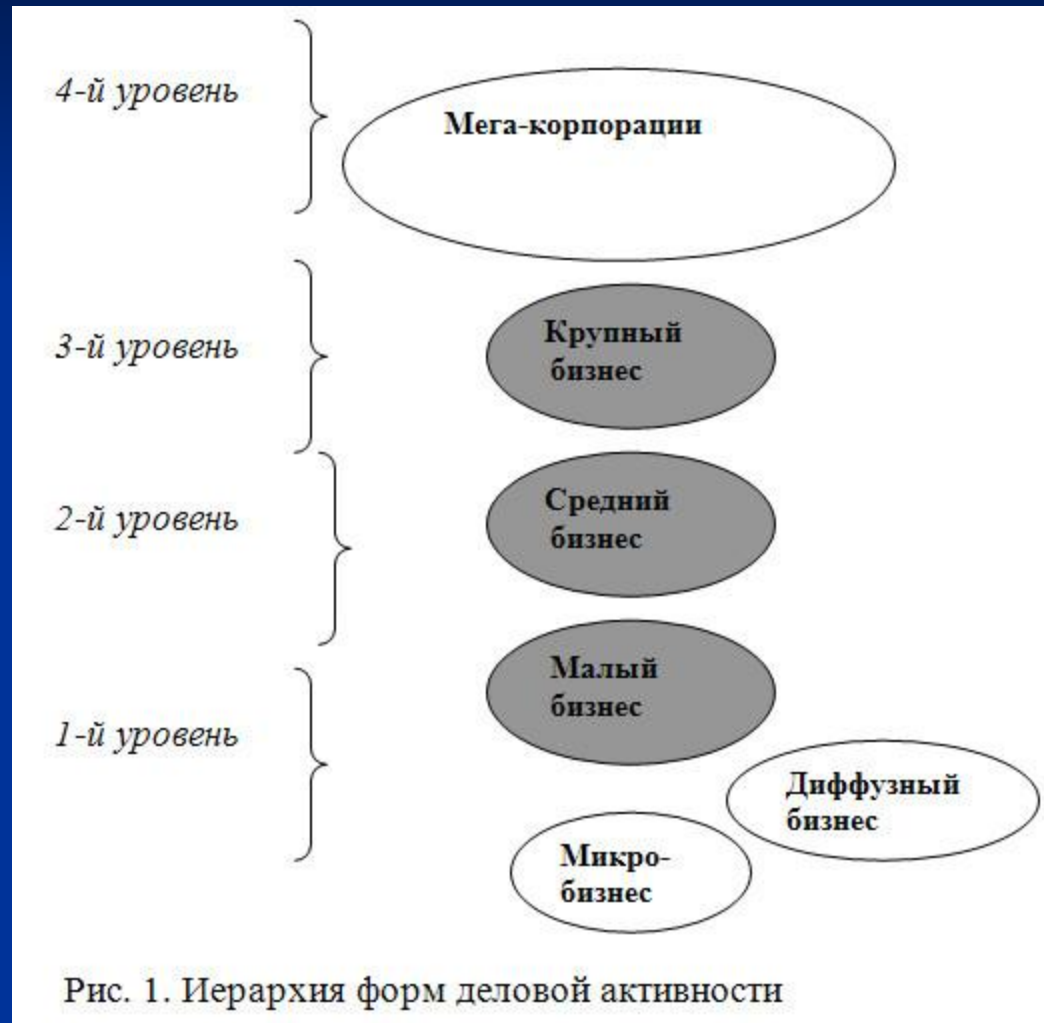 4-й уровень
Мега-корпорации
3-й уровень
Крупный
бизнес
2-й уровень
Средний
бизнес
Малый
бизнес
1-й уровень
Диффузный
бизнес
Микро-
бизнес
Рис. 1. Иерархия форм деловой активности